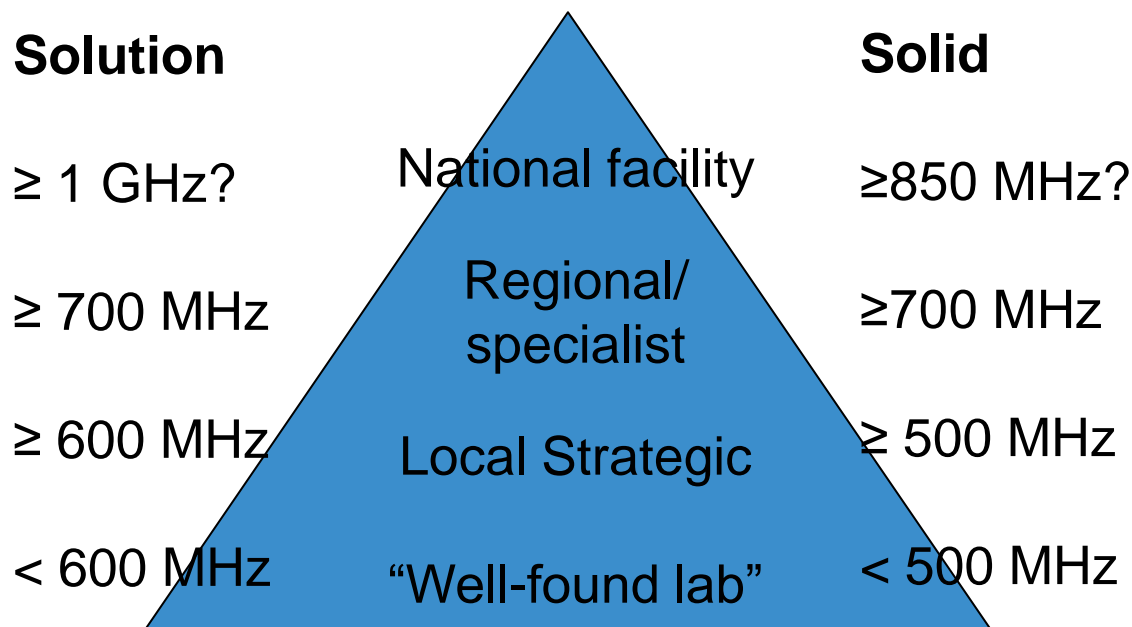 Solution
Solid
≥ 1 GHz?
National facility
≥850 MHz?
≥ 700 MHz
Regional/
specialist
≥700 MHz
≥ 600 MHz
Local Strategic
≥ 500 MHz
< 600 MHz
“Well-found lab”
< 500 MHz